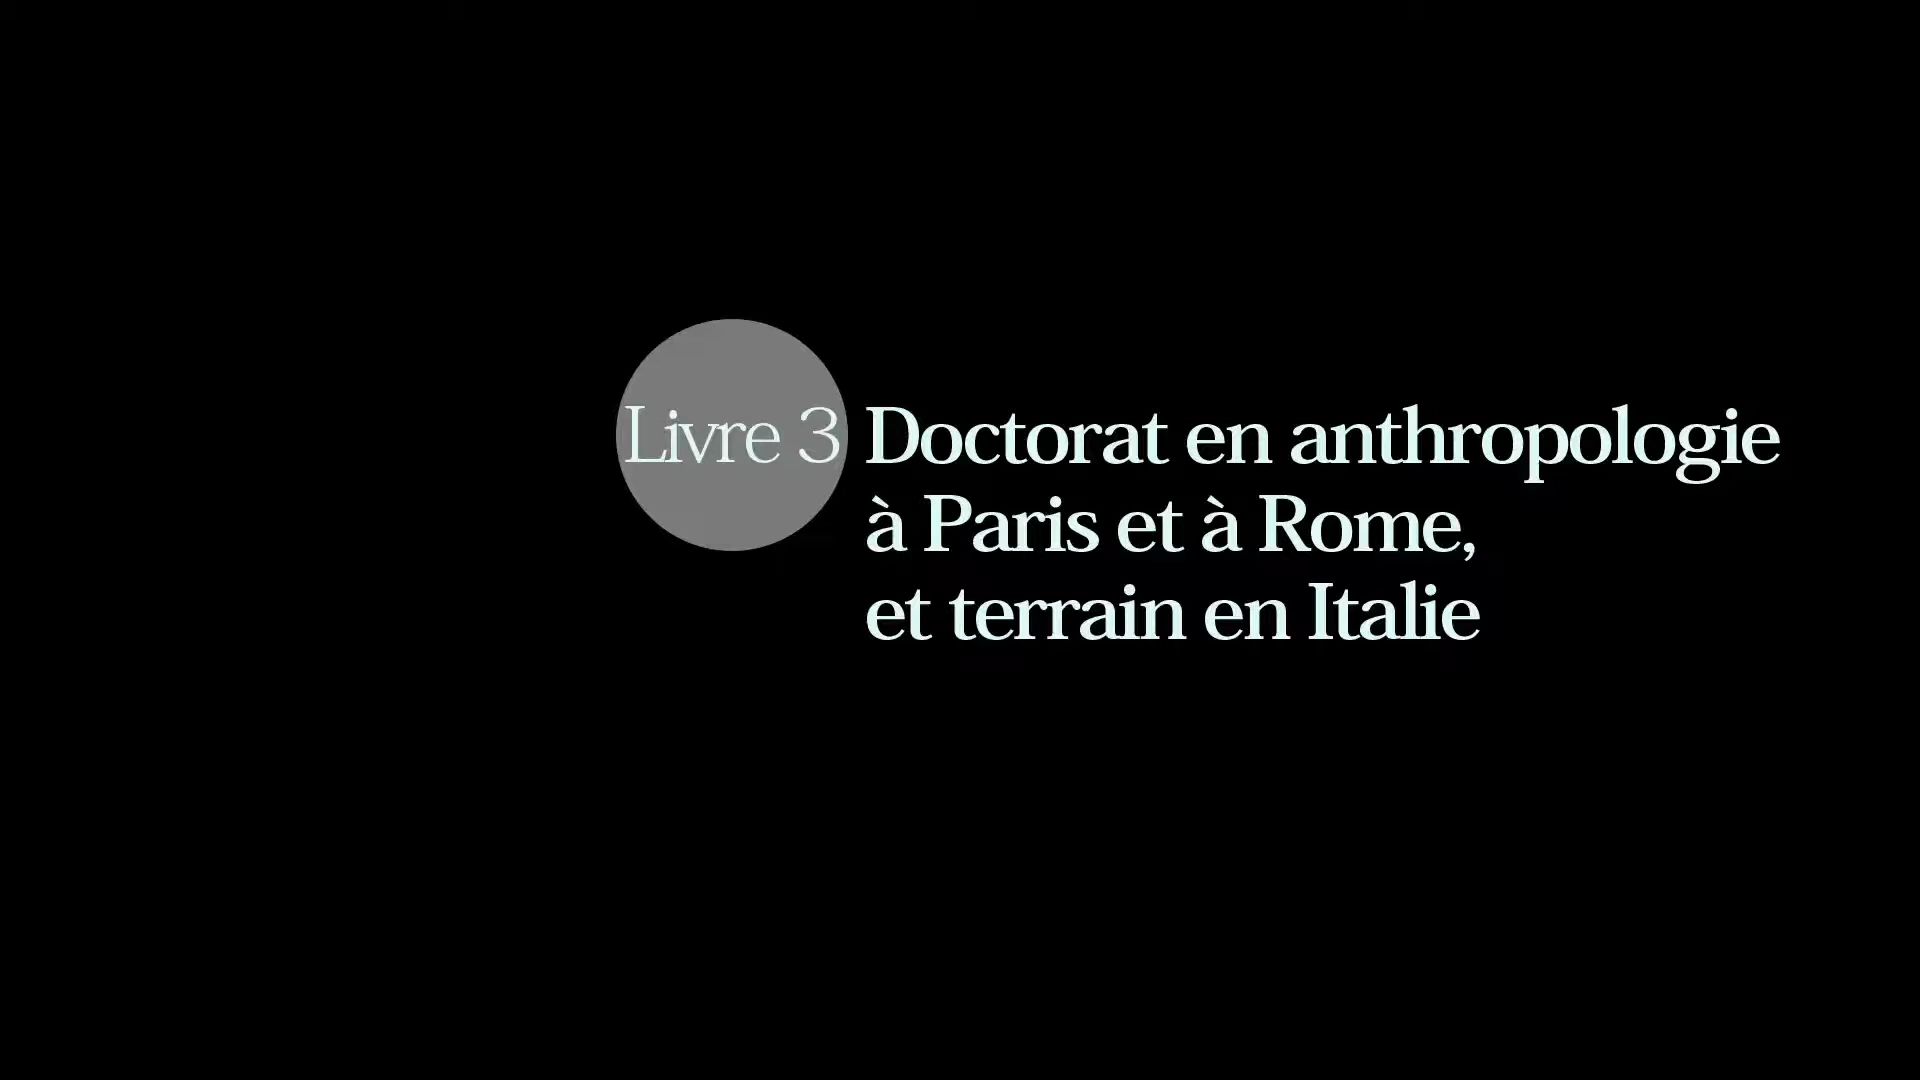 Livre 3 Doctorat en anthropologie
à Paris et à Rome,
et terrain en Italie